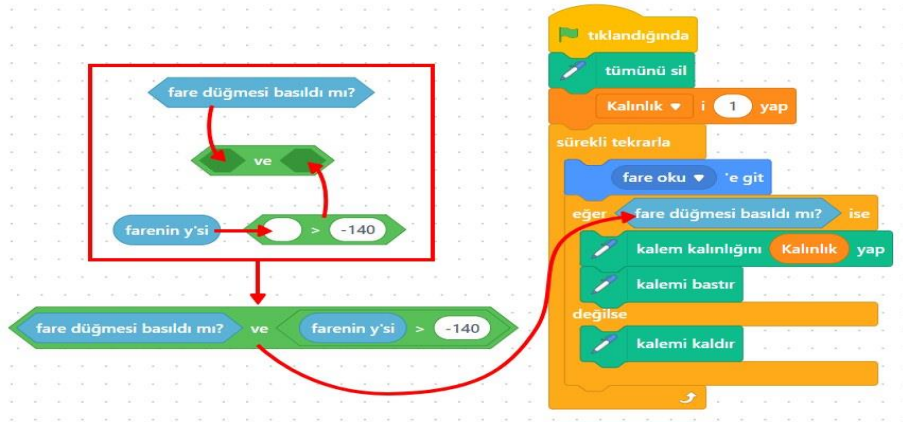 fare düğmesi basıldı mı?
ve
farenin y'si > -140
fare düğmesi basıldı mı? ve farenin y'si > -140
tıklandığında
tümünü sil
Kalınlık i 1 yap
sürekli tekrarla
fare oku 'e git
eğer fare düğmesi basıldı mı? ise
kalem kalınlığını Kalınlık yap
kalemi bastır
değilse
kalemi kaldır